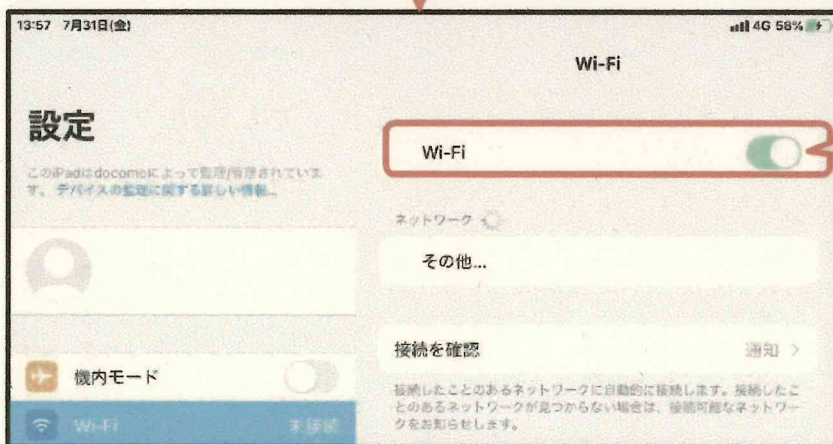 13:57 7月31日(金)
4G 58%
設定
このiPadはdocomoによって監理/管理されていま
す。デバイスの監理に関する詳しい情報...
機内モード
Wi-Fi 未接続
Wi-Fi
Wi-Fi
ネットワーク
その他...
接続を確認 通知 >
接続したことのあるネットワークに自動的に接続します。接続したこ
とのあるネットワークが見つからない場合は、接続可能なネットワー
クをお知らせします。